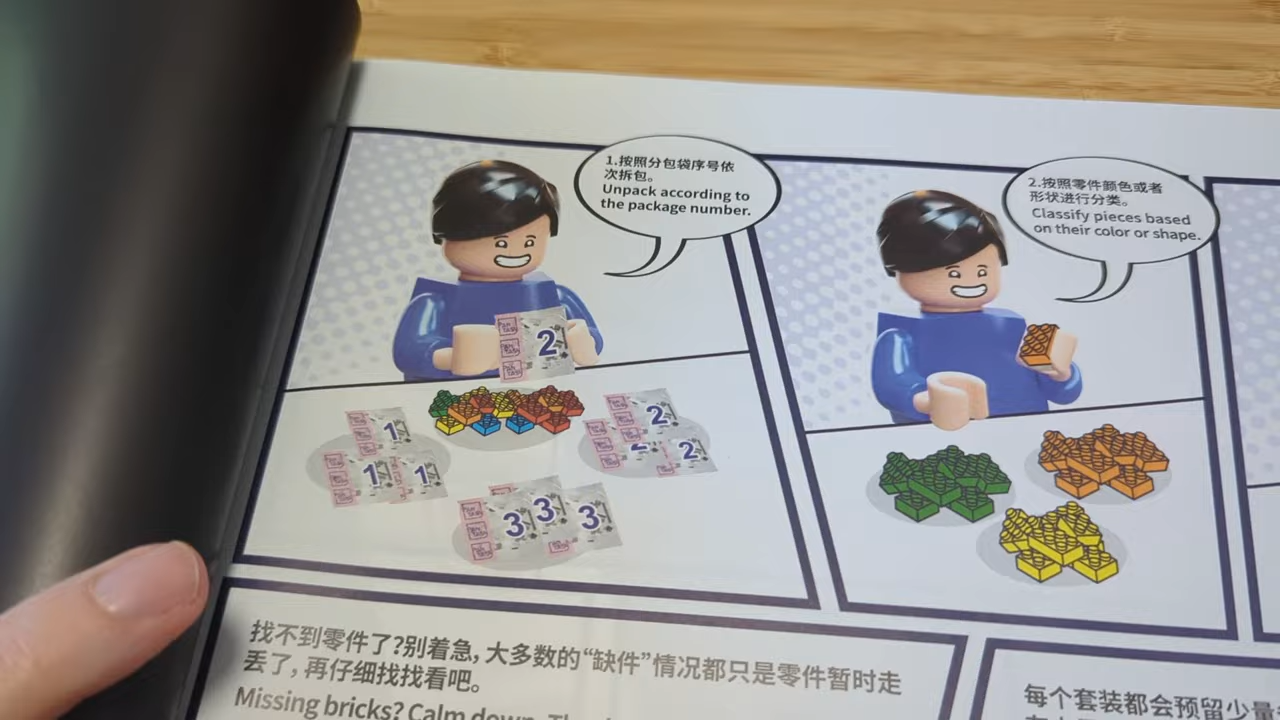 1.按照分包袋序号依
次拆包。
Unpack according to
the package number.
2.按照零件颜色或者
形状进行分类。
Classify pieces based
on their color or shape.
2
1
1
1
2
2
3
3
3
找不到零件了?别着急, 大多数的“缺件”情况都只是零件暂时走
丢了, 再仔细找找看吧。
Missing bricks? Calm down.
每个套装都会预留少量